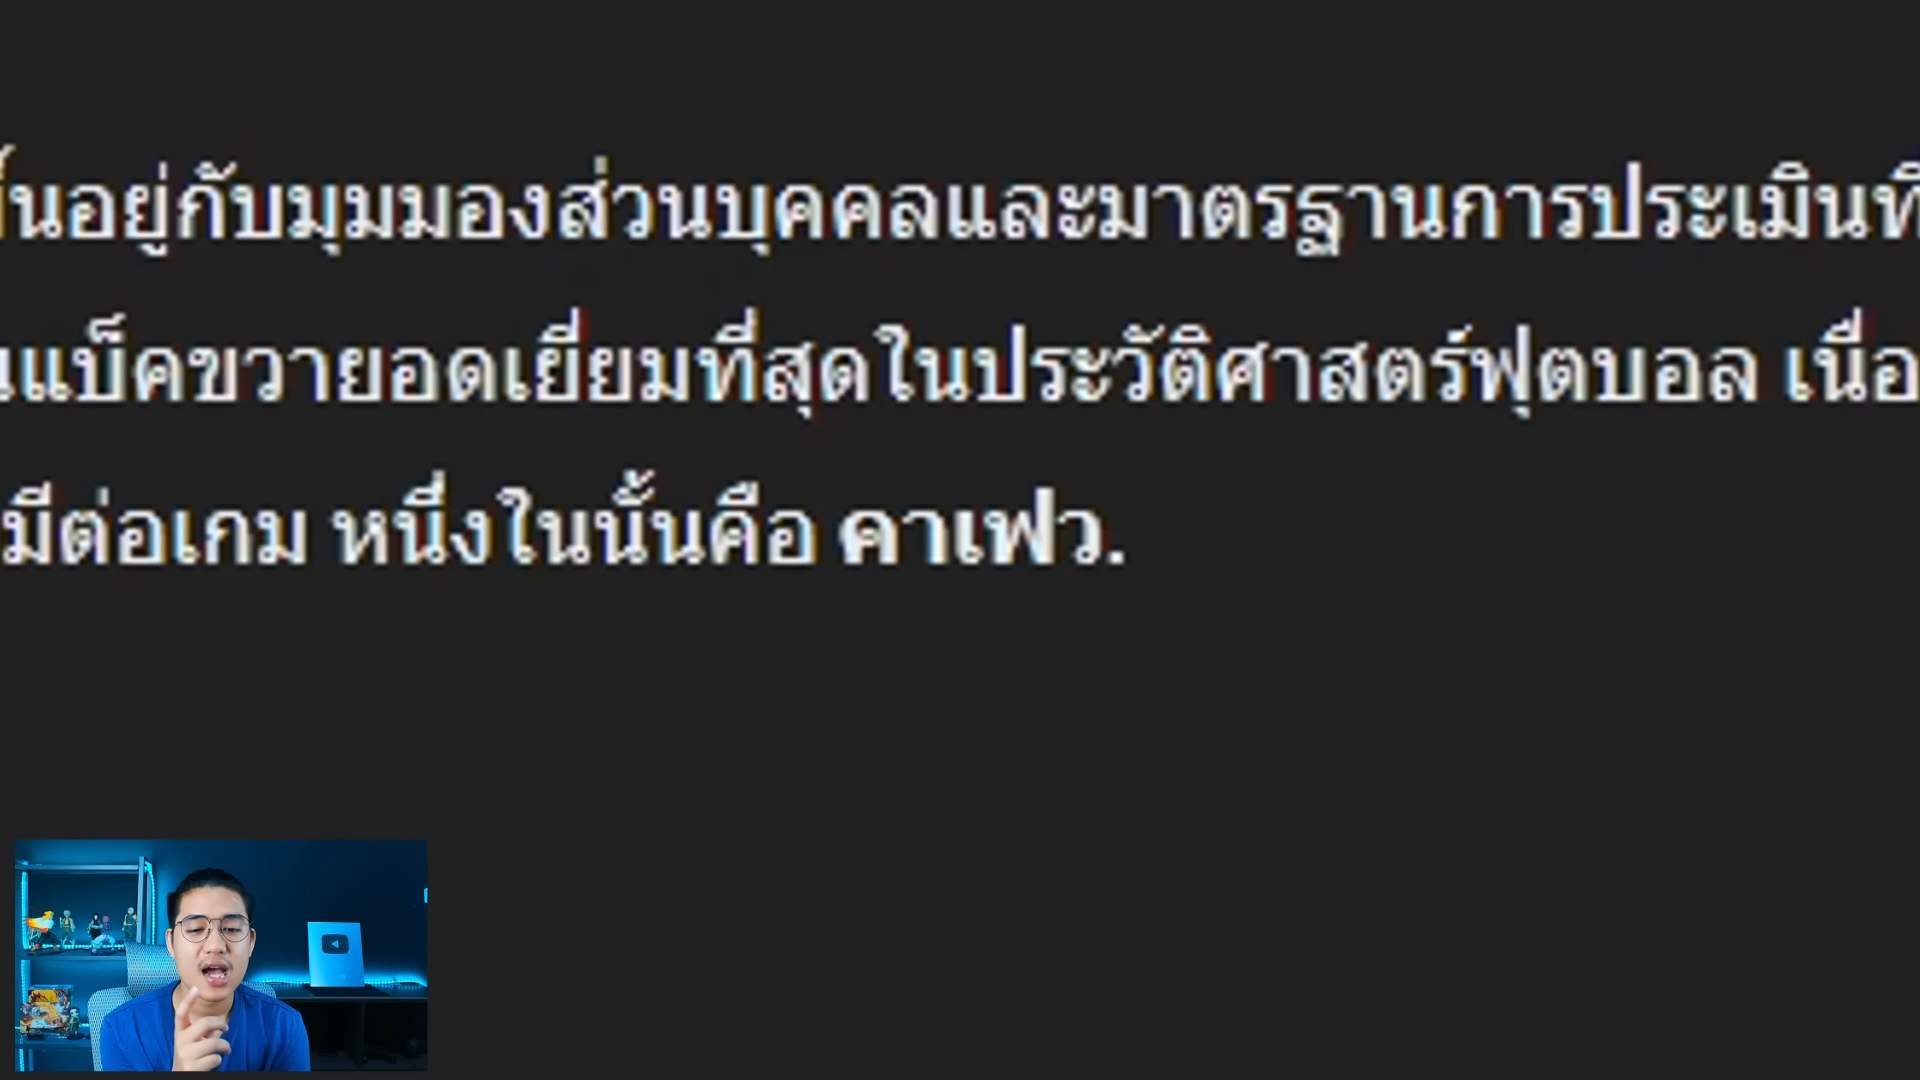 ขึ้นอยู่กับมุมมองส่วนบุคคลและมาตรฐานการประเมินที่
นแบ็คขวายอดเยี่ยมที่สุดในประวัติศาสตร์ฟุตบอล เนื่อ
มีต่อเกม หนึ่งในนั้นคือ คาเฟว.